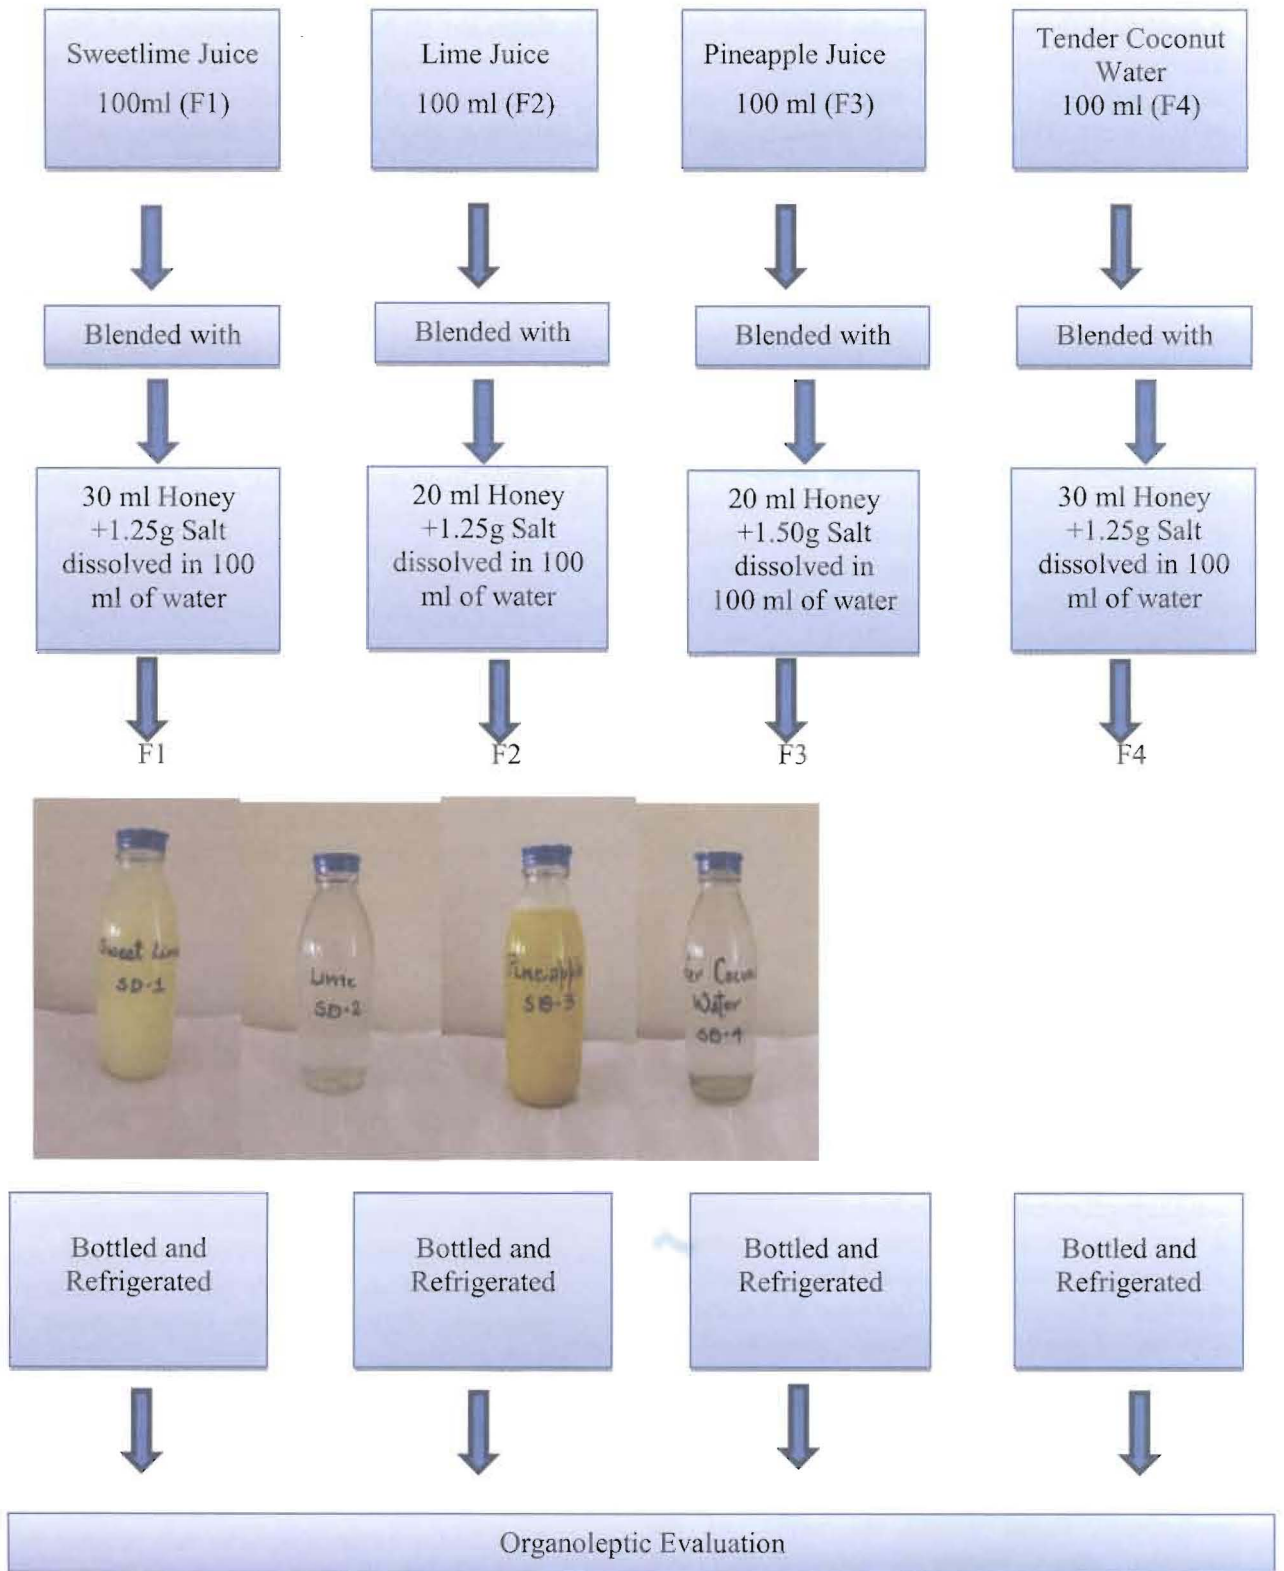 Sweetlime Juice
100ml (F1)
Lime Juice
100 ml (F2)
Pineapple Juice
100 ml (F3)
Tender Coconut
Water
100 ml (F4)
Blended with
Blended with
Blended with
Blended with
30 ml Honey
+1.25g Salt
dissolved in 100
ml of water
20 ml Honey
+1.25g Salt
dissolved in 100
ml of water
20 ml Honey
+1.50g Salt
dissolved in
100 ml of water
30 ml Honey
+1.25g Salt
dissolved in 100
ml of water
F1
F2
F3
F4
Sweet Lim
SD-1
Lime
SD-2
Pineapple
SD-3
er Cocon
Water
SD-4
Bottled and
Refrigerated
Bottled and
Refrigerated
Bottled and
Refrigerated
Bottled and
Refrigerated
Organoleptic Evaluation